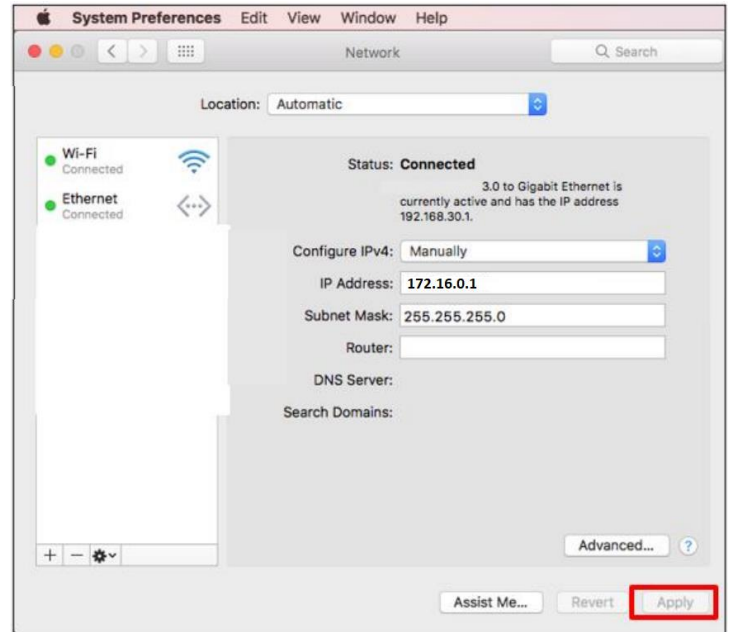 System Preferences Edit View Window Help
Network
Search
Location: Automatic
Wi-Fi
Connected
Ethernet
Connected
Status: Connected
3.0 to Gigabit Ethernet is
currently active and has the IP address
192.168.30.1.
Configure IPv4: Manually
IP Address: 172.16.0.1
Subnet Mask: 255.255.255.0
Router:
DNS Server:
Search Domains:
Advanced... ?
+ −
Assist Me... Revert Apply